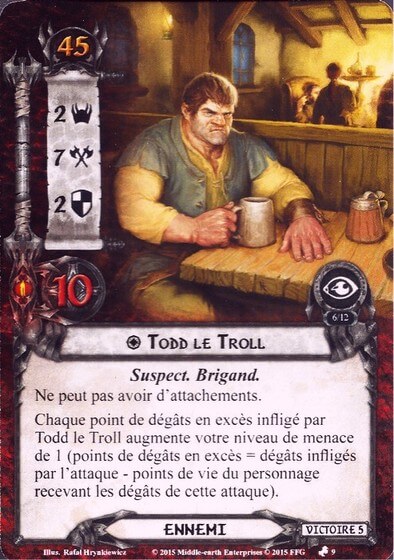 45
2
7
2
10
6/12
Todd le Troll
Suspect. Brigand.
Ne peut pas avoir d'attachements.
Chaque point de dégâts en excès infligé par
Todd le Troll augmente votre niveau de menace
de 1 (points de dégâts en excès = dégâts infligés
par l'attaque - points de vie du personnage
recevant les dégâts de cette attaque).
ENNEMI
VICTOIRE 5
Illus. Rafał Hrynkiewicz © 2015 Middle-earth Enterprises © 2015 FFG 9